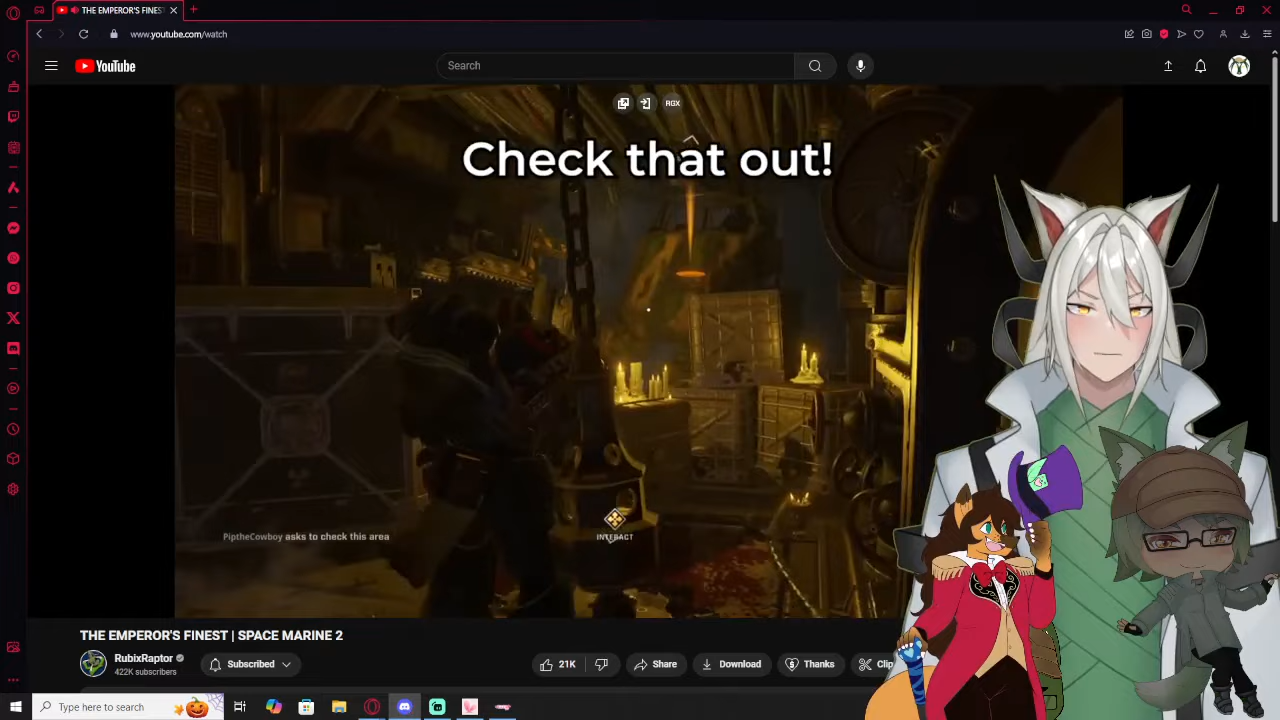 THE EMPEROR'S FINEST
www.youtube.com/watch
YouTube
Search
RGX
Check that out!
PiptheCowboy asks to check this area
INTERACT
THE EMPEROR'S FINEST | SPACE MARINE 2
RubixRaptor
422K subscribers
Subscribed
21K
Share
Download
Thanks
Clip
Type here to search